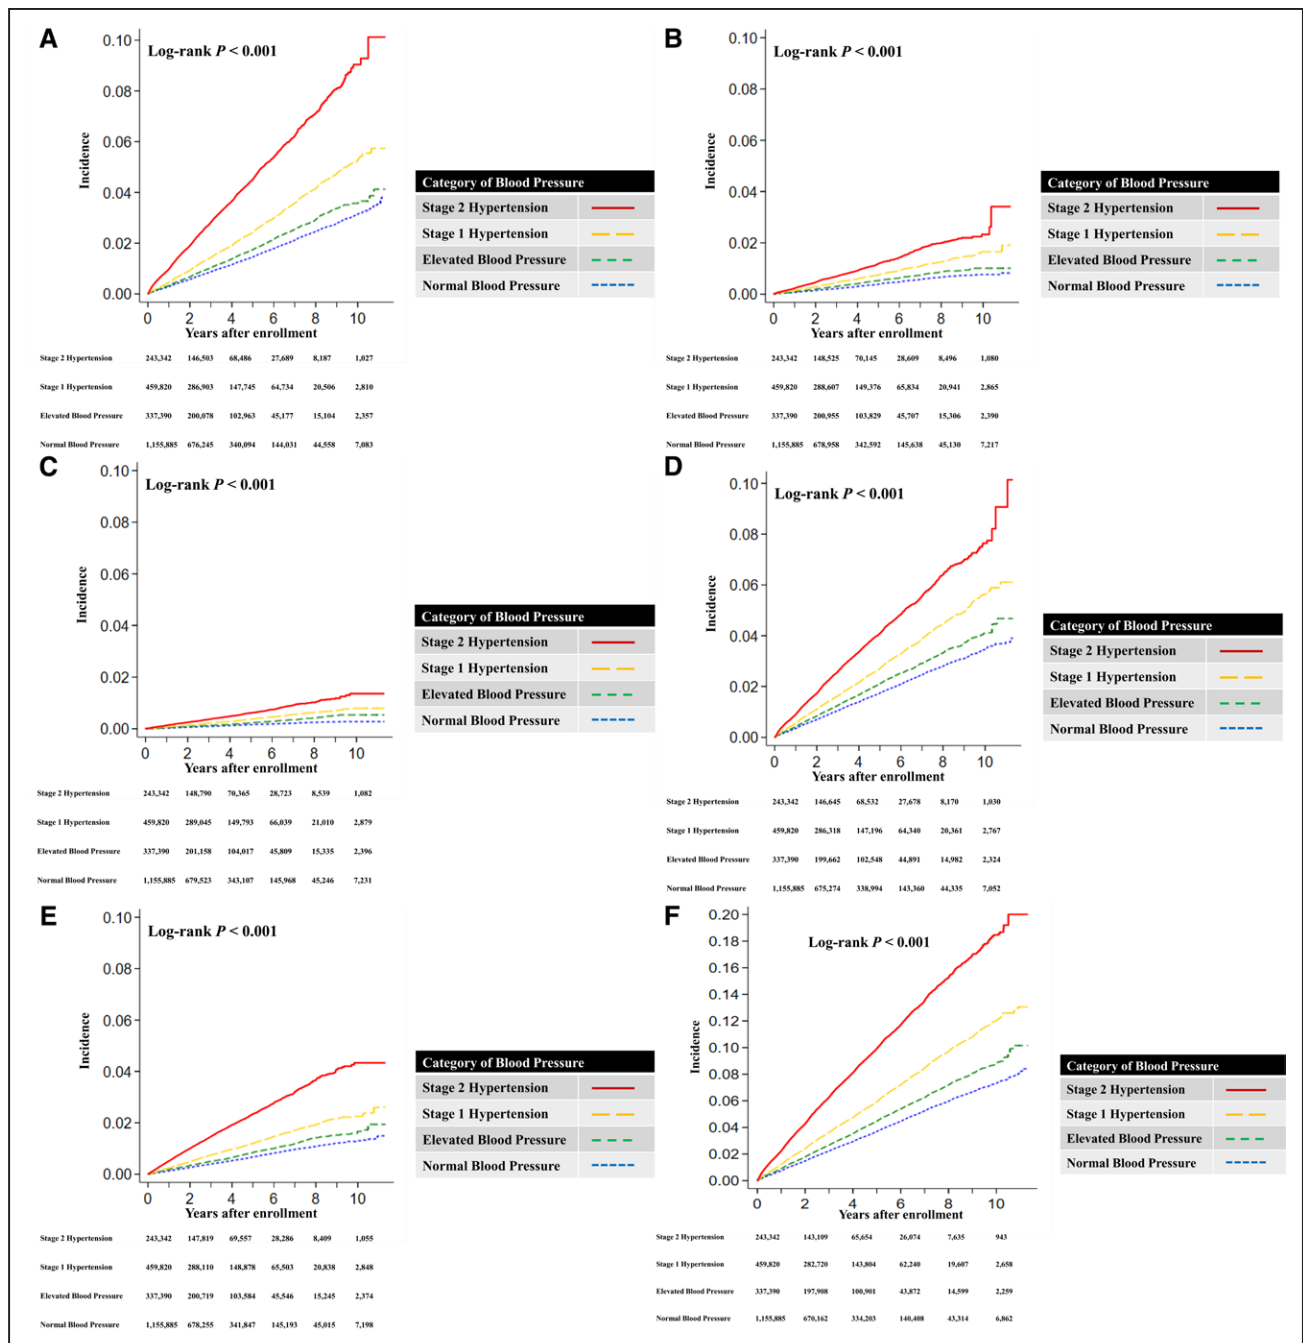 A
Log-rank P < 0.001
0.10
0.08
0.06
0.04
0.02
0.00
Incidence
0 2 4 6 8 10
Years after enrollment
Category of Blood Pressure
Stage 2 Hypertension
Stage 1 Hypertension
Elevated Blood Pressure
Normal Blood Pressure
Stage 2 Hypertension 243,342 146,503 68,486 27,689 8,187 1,027
Stage 1 Hypertension 459,820 286,903 147,745 64,734 20,506 2,810
Elevated Blood Pressure 337,390 200,078 102,963 45,177 15,104 2,357
Normal Blood Pressure 1,155,885 676,245 340,094 144,031 44,558 7,083
B
Log-rank P < 0.001
0.10
0.08
0.06
0.04
0.02
0.00
Incidence
0 2 4 6 8 10
Years after enrollment
Category of Blood Pressure
Stage 2 Hypertension
Stage 1 Hypertension
Elevated Blood Pressure
Normal Blood Pressure
Stage 2 Hypertension 243,342 148,525 70,145 28,609 8,496 1,080
Stage 1 Hypertension 459,820 288,607 149,376 65,834 20,941 2,865
Elevated Blood Pressure 337,390 200,955 103,829 45,707 15,306 2,390
Normal Blood Pressure 1,155,885 678,958 342,592 145,638 45,130 7,217
C
Log-rank P < 0.001
0.10
0.08
0.06
0.04
0.02
0.00
Incidence
0 2 4 6 8 10
Years after enrollment
Category of Blood Pressure
Stage 2 Hypertension
Stage 1 Hypertension
Elevated Blood Pressure
Normal Blood Pressure
Stage 2 Hypertension 243,342 148,790 70,365 28,723 8,539 1,082
Stage 1 Hypertension 459,820 289,045 149,793 66,039 21,010 2,879
Elevated Blood Pressure 337,390 201,158 104,017 45,809 15,335 2,396
Normal Blood Pressure 1,155,885 679,523 343,107 145,968 45,246 7,231
D
Log-rank P < 0.001
0.10
0.08
0.06
0.04
0.02
0.00
Incidence
0 2 4 6 8 10
Years after enrollment
Category of Blood Pressure
Stage 2 Hypertension
Stage 1 Hypertension
Elevated Blood Pressure
Normal Blood Pressure
Stage 2 Hypertension 243,342 146,645 68,532 27,678 8,170 1,030
Stage 1 Hypertension 459,820 286,318 147,196 64,340 20,361 2,767
Elevated Blood Pressure 337,390 199,662 102,548 44,891 14,982 2,324
Normal Blood Pressure 1,155,885 675,274 338,994 143,360 44,335 7,052
E
Log-rank P < 0.001
0.10
0.08
0.06
0.04
0.02
0.00
Incidence
0 2 4 6 8 10
Years after enrollment
Category of Blood Pressure
Stage 2 Hypertension
Stage 1 Hypertension
Elevated Blood Pressure
Normal Blood Pressure
Stage 2 Hypertension 243,342 147,819 69,557 28,286 8,409 1,055
Stage 1 Hypertension 459,820 288,110 148,878 65,503 20,838 2,848
Elevated Blood Pressure 337,390 200,719 103,584 45,546 15,245 2,374
Normal Blood Pressure 1,155,885 678,255 341,847 145,193 45,015 7,198
F
Log-rank P < 0.001
0.20
0.18
0.16
0.14
0.12
0.10
0.08
0.06
0.04
0.02
0.00
Incidence
0 2 4 6 8 10
Years after enrollment
Category of Blood Pressure
Stage 2 Hypertension
Stage 1 Hypertension
Elevated Blood Pressure
Normal Blood Pressure
Stage 2 Hypertension 243,342 143,109 65,654 26,074 7,635 943
Stage 1 Hypertension 459,820 282,720 143,804 62,240 19,607 2,658
Elevated Blood Pressure 337,390 197,908 100,901 43,872 14,599 2,259
Normal Blood Pressure 1,155,885 670,162 334,203 140,408 43,314 6,862